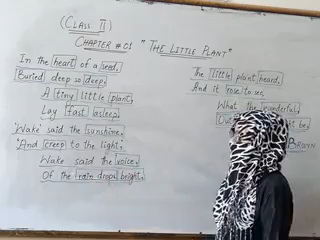 (CLASS II)
CHAPTER # 01 " THE LITTLE PLANT"
In the heart of a seed,
Buried deep so deep,
A tiny little plant,
Lay fast asleep
'Wake' said the sunshine,
'And creep to the light,'
Wake said the voice,
Of the rain drops bright.
The little plant heard,
And it rose to see,
What the wonderful,
Out be.
BROWN